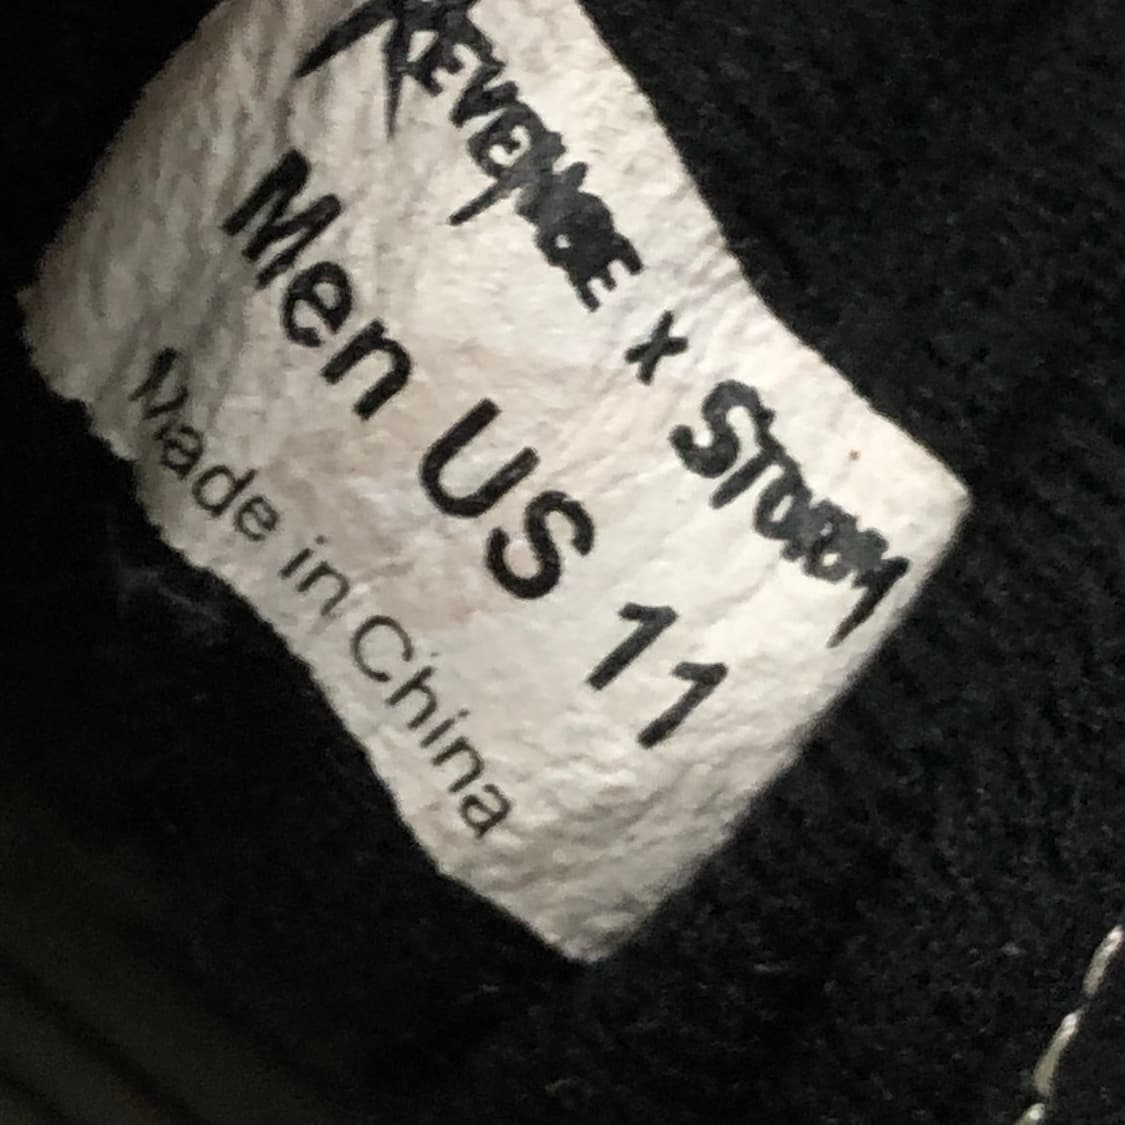 REVENGE x STORM
Men US 11
Made in China